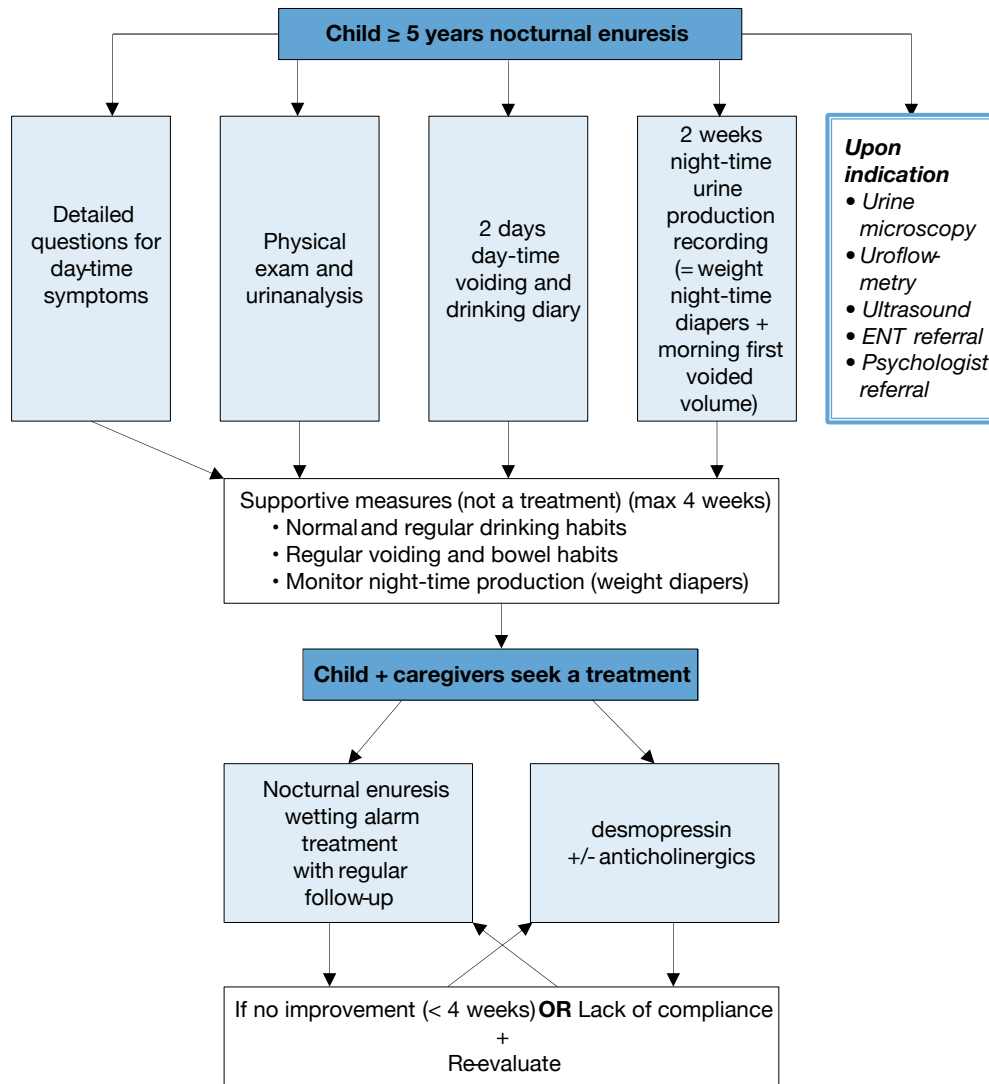 Child ≥ 5 years nocturnal enuresis
Detailed
questions for
day-time
symptoms
Physical
exam and
urinanalysis
2 days
day-time
voiding and
drinking diary
2 weeks
night-time
urine
production
recording
(= weight
night-time
diapers +
morning first
voided
volume)
Upon
indication
• Urine
microscopy
• Uroflow-
metry
• Ultrasound
• ENT referral
• Psychologist
referral
Supportive measures (not a treatment) (max 4 weeks)
• Normal and regular drinking habits
• Regular voiding and bowel habits
• Monitor night-time production (weight diapers)
Child + caregivers seek a treatment
Nocturnal enuresis
wetting alarm
treatment
with regular
follow-up
desmopressin
+/- anticholinergics
If no improvement (< 4 weeks) OR Lack of compliance
+
Re-evaluate